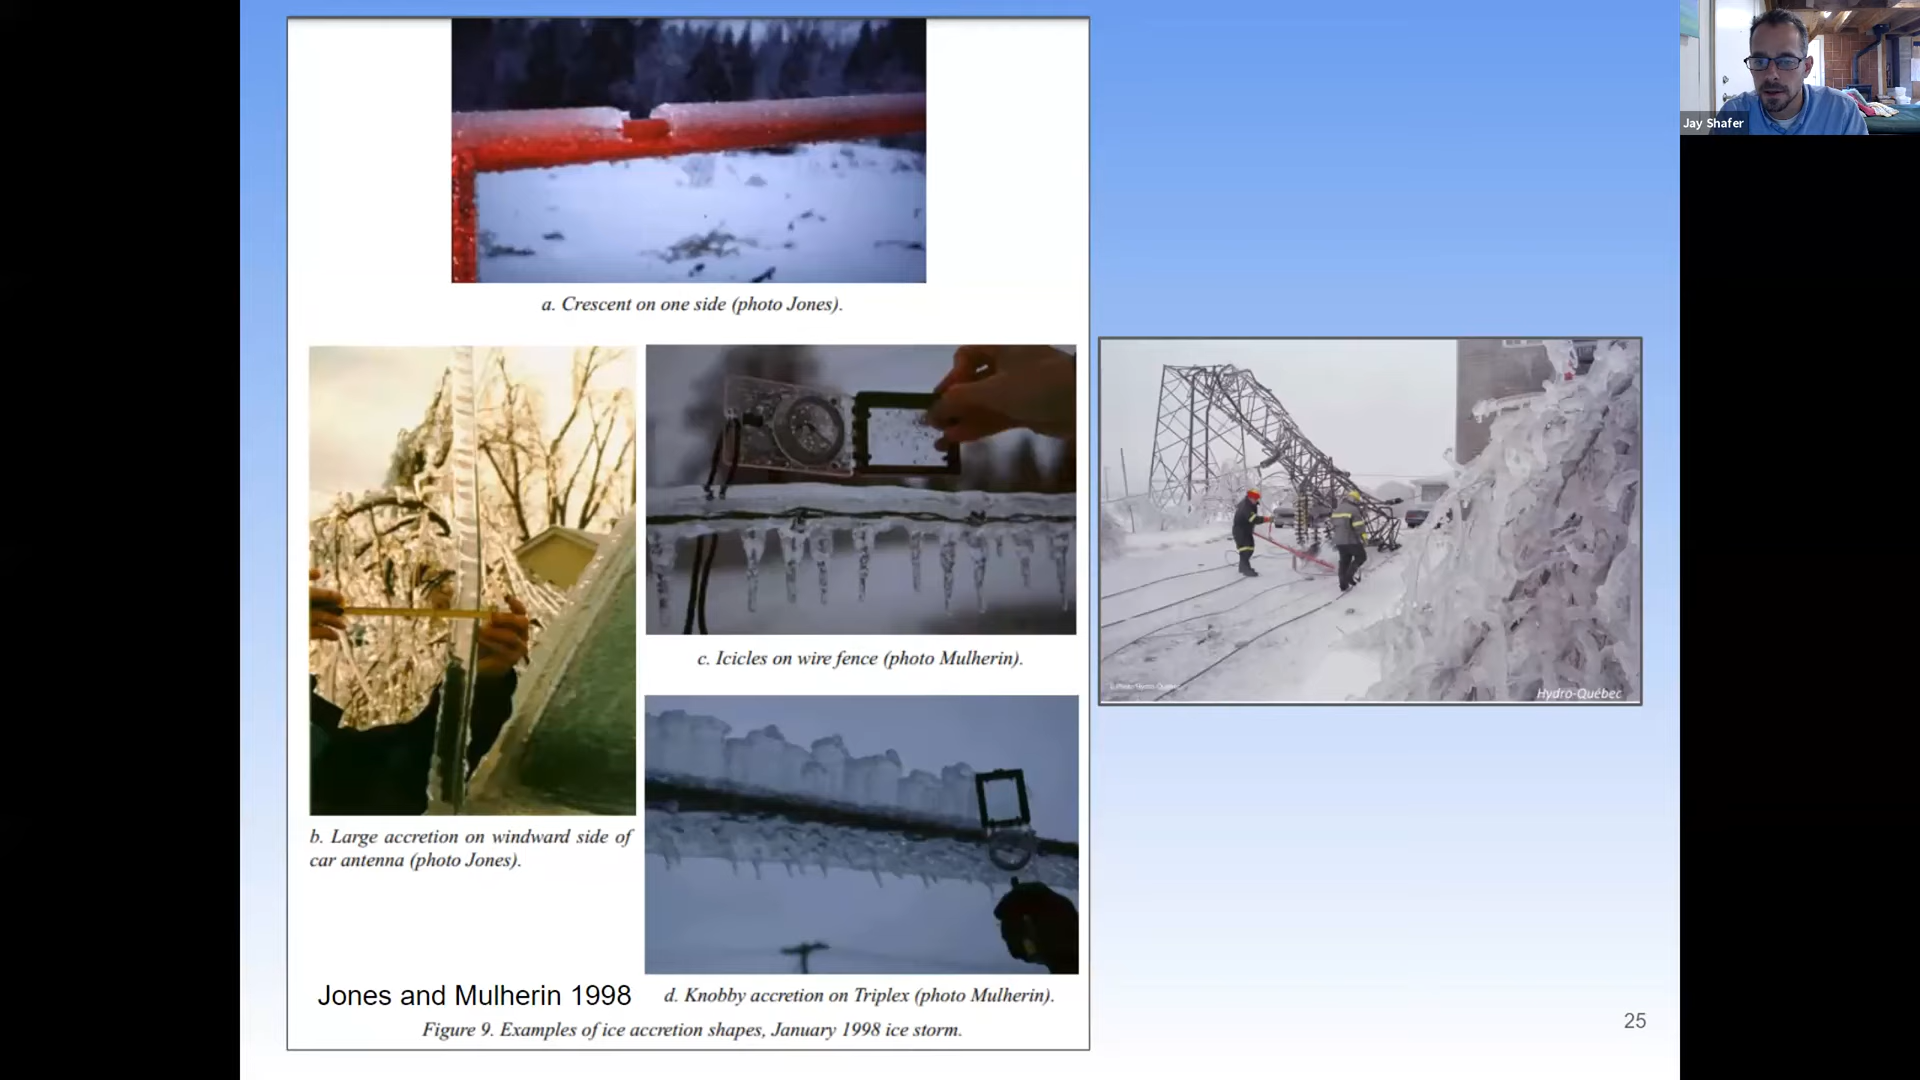 Jay Shafer
a. Crescent on one side (photo Jones).
b. Large accretion on windward side of
car antenna (photo Jones).
c. Icicles on wire fence (photo Mulherin).
Hydro-Québec
Jones and Mulherin 1998
d. Knobby accretion on Triplex (photo Mulherin).
Figure 9. Examples of ice accretion shapes, January 1998 ice storm.
25